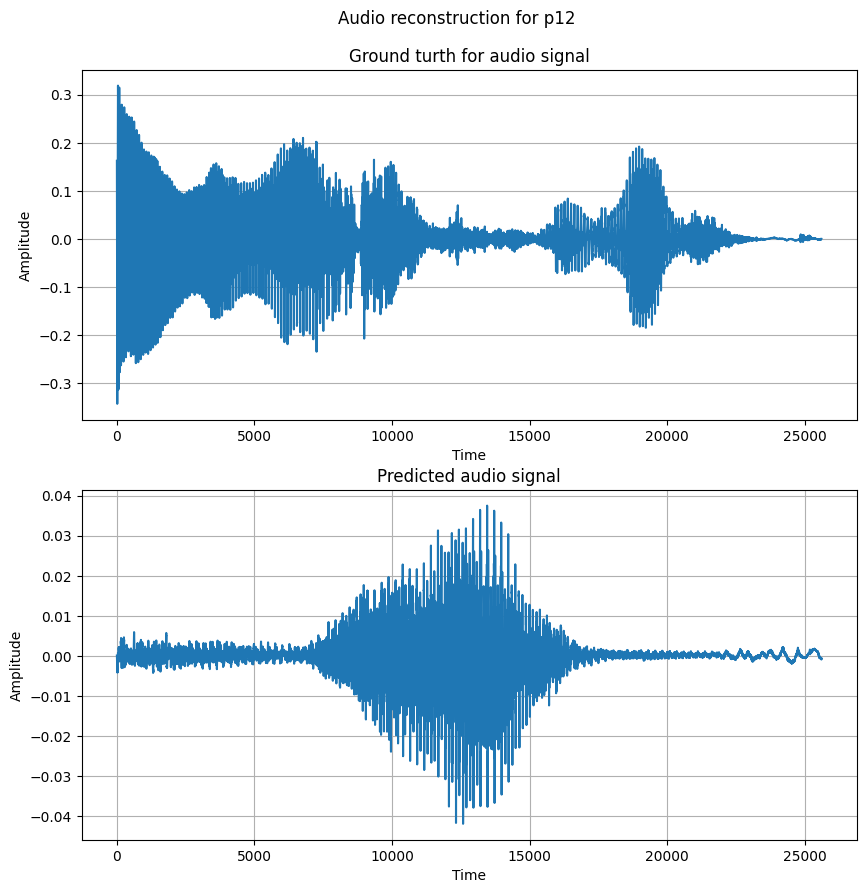 Audio reconstruction for p12
Ground turth for audio signal
0.3
0.2
0.1
0.0
−0.1
−0.2
−0.3
Amplitude
0 5000 10000 15000 20000 25000
Time
Predicted audio signal
0.04
0.03
0.02
0.01
0.00
−0.01
−0.02
−0.03
−0.04
Amplitude
0 5000 10000 15000 20000 25000
Time